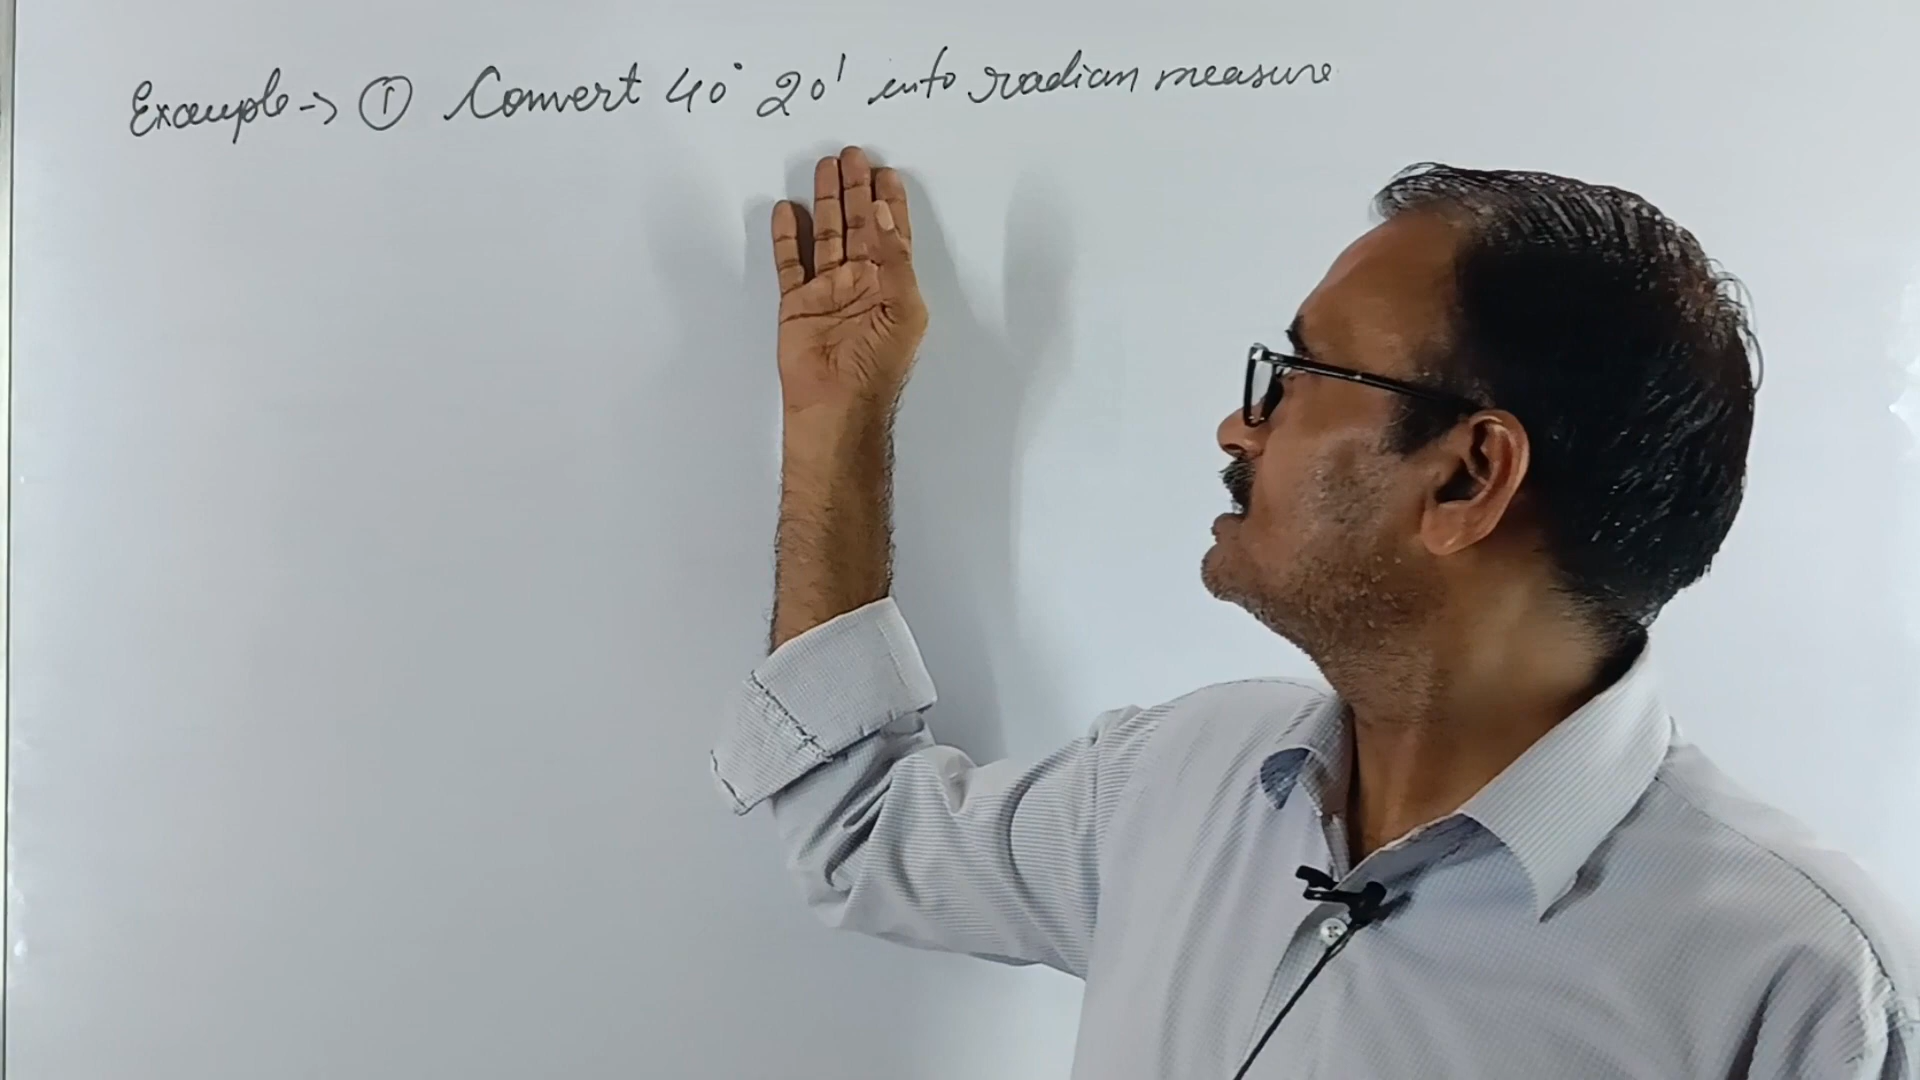 Example -> ① Convert 40° 20' into radian measure